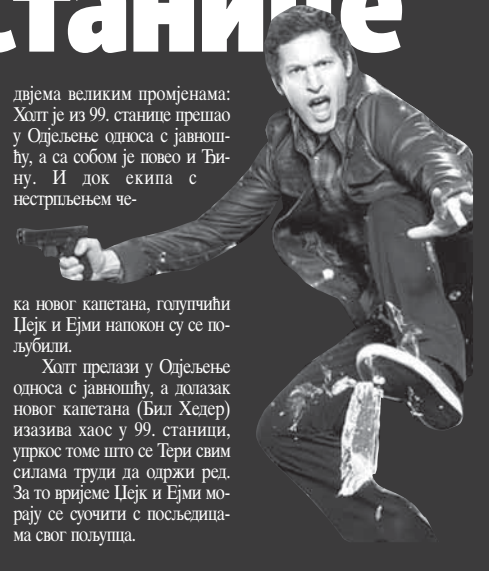 станице
двјема великим промјенама:
Холт је из 99. станице прешао
у Одјељење односа с јавнош-
ћу, а са собом је повео и Ђи-
ну. И док екипа с
нестрпљењем че-
ка новог капетана, голупчићи
Џејк и Ејми напокон су се по-
љубили.
Холт прелази у Одјељење
односа с јавношћу, а долазак
новог капетана (Бил Хедер)
изазива хаос у 99. станици,
упркос томе што се Тери свим
силама труди да одржи ред.
За то вријеме Џејк и Ејми мо-
рају се суочити с посљедица-
ма свог пољупца.